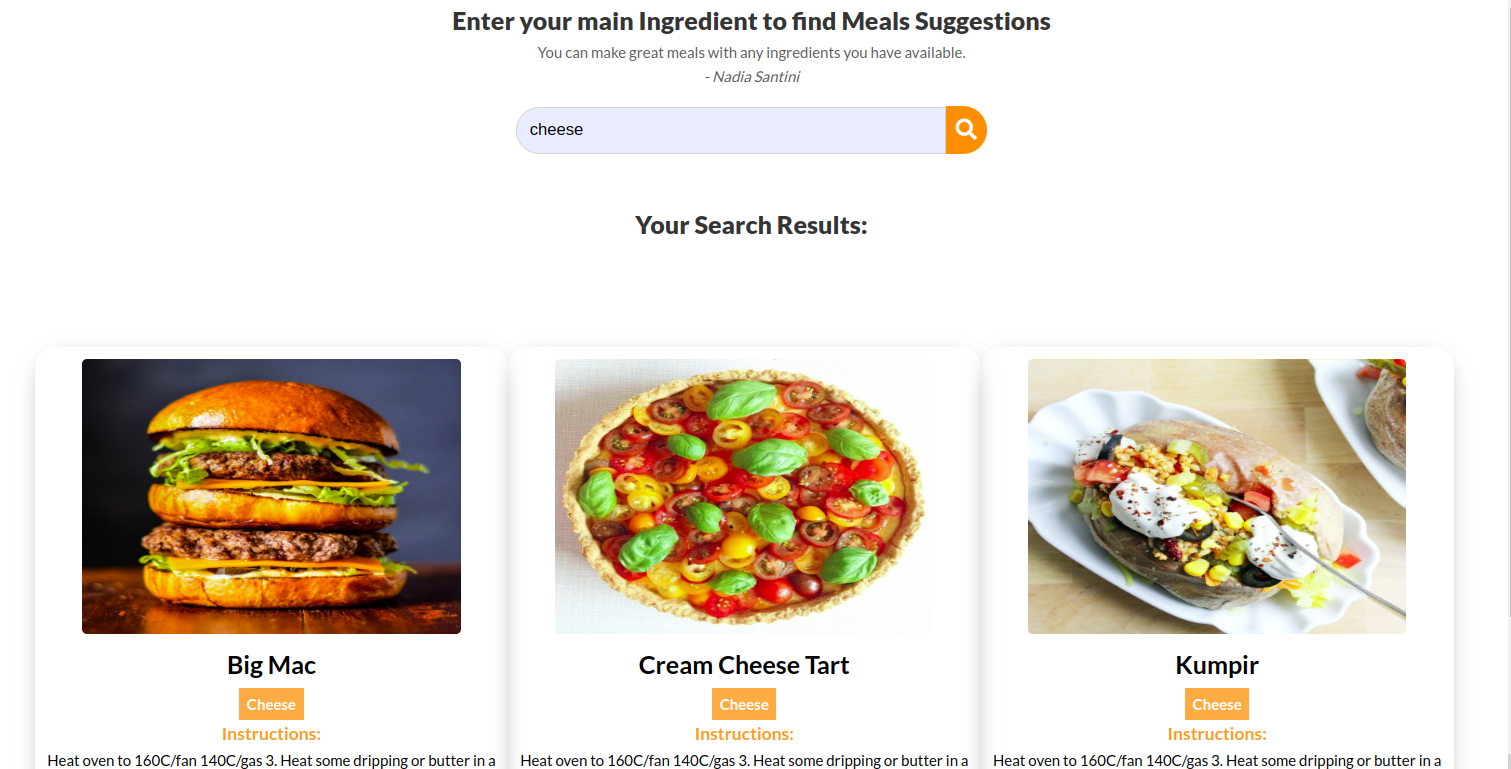 Enter your main Ingredient to find Meals Suggestions
You can make great meals with any ingredients you have available.
- Nadia Santini
cheese
Your Search Results:
Big Mac
Cheese
Instructions:
Heat oven to 160C/fan 140C/gas 3. Heat some dripping or butter in a
Cream Cheese Tart
Cheese
Instructions:
Heat oven to 160C/fan 140C/gas 3. Heat some dripping or butter in a
Kumpir
Cheese
Instructions:
Heat oven to 160C/fan 140C/gas 3. Heat some dripping or butter in a